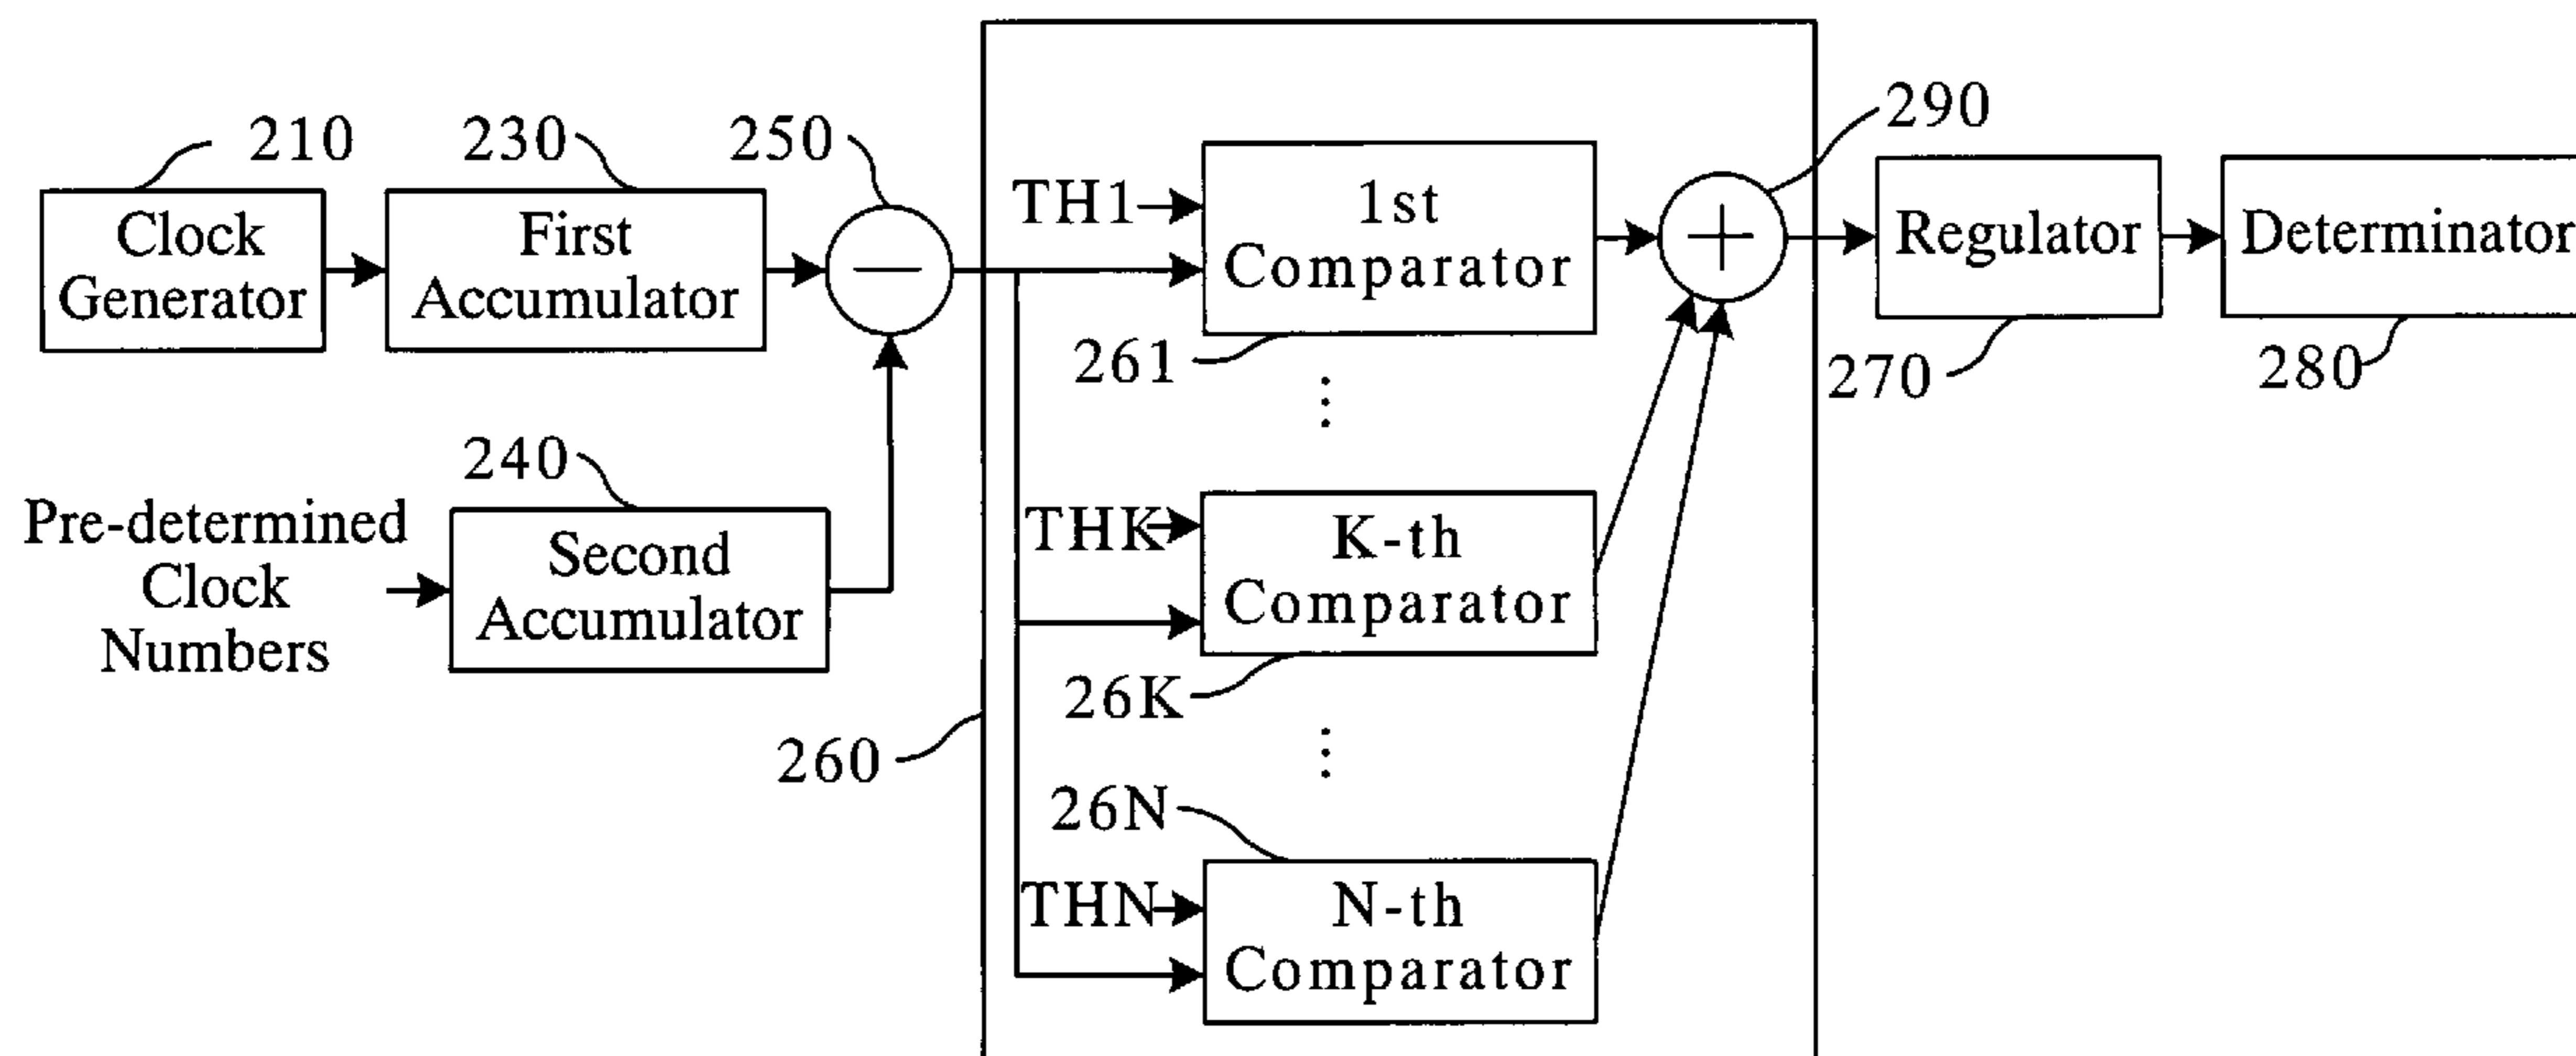 210
230
250
290
Clock
Generator
First
Accumulator
TH1
1st
Comparator
Regulator
Determinator
261
270
280
240
Pre-determined
Clock
Numbers
Second
Accumulator
THK
K-th
Comparator
26K
260
26N
THN
N-th
Comparator